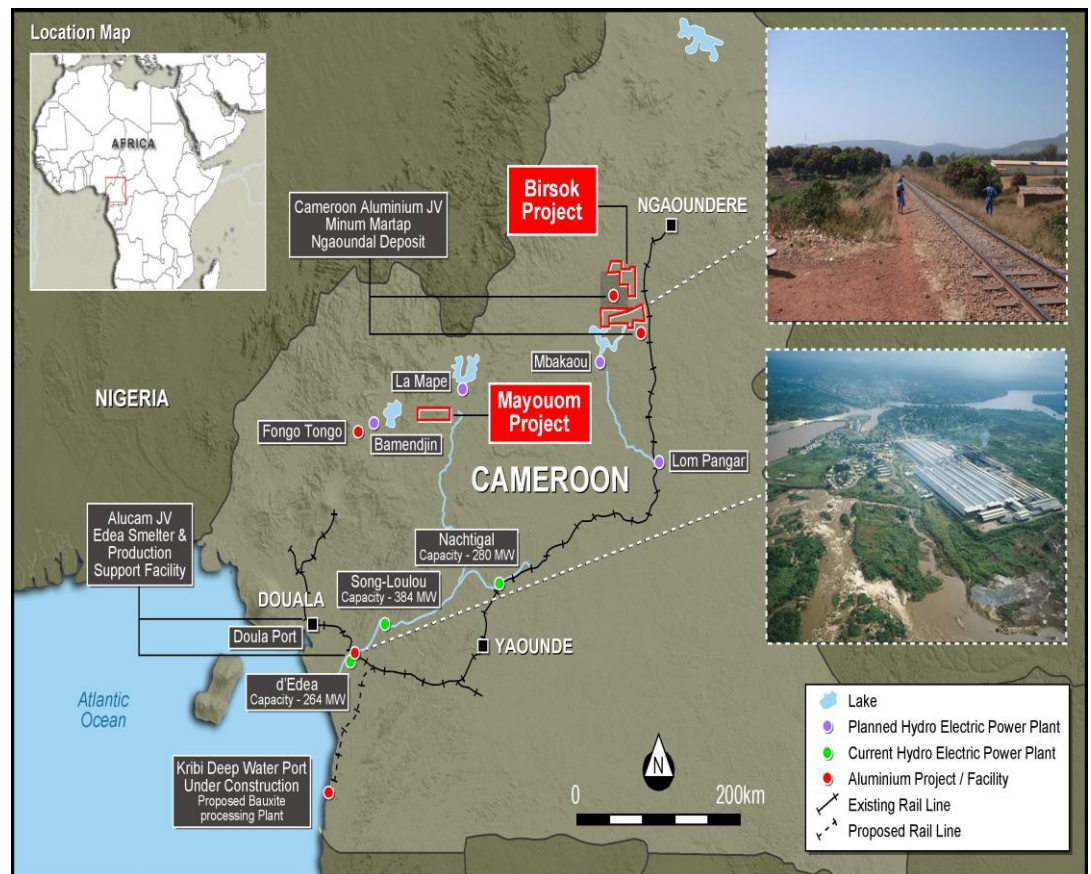 Location Map
AFRICA
Cameroon Aluminium JV
Minum Martap
Ngaoundal Deposit
Birsok
Project
NGAOUNDERE
Mbakaou
La Mape
NIGERIA
Mayouom
Project
Fongo Tongo
Bamendjin
CAMEROON
Lom Pangar
Alucam JV
Edea Smelter &
Production
Support Facility
Nachtigal
Capacity - 280 MW
Song-Loulou
Capacity - 384 MW
DOUALA
Doula Port
YAOUNDE
d'Edea
Capacity - 264 MW
Atlantic
Ocean
Kribi Deep Water Port
Under Construction
Proposed Bauxite
processing Plant
N
0 200km
Lake
Planned Hydro Electric Power Plant
Current Hydro Electric Power Plant
Aluminium Project / Facility
Existing Rail Line
Proposed Rail Line